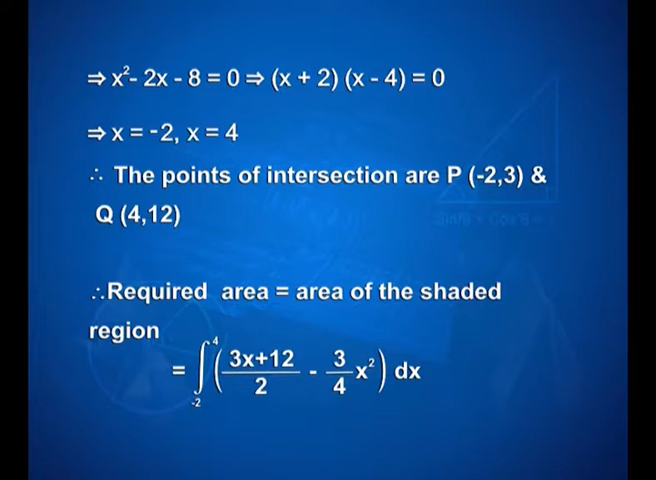 ⇒ x²- 2x - 8 = 0 ⇒ (x + 2) (x - 4) = 0
⇒ x = -2, x = 4
∴ The points of intersection are P (-2,3) &
Q (4,12)
∴Required area = area of the shaded
region
= ∫₋₂⁴ ( (3x+12)/2 - 3/4 x² ) dx